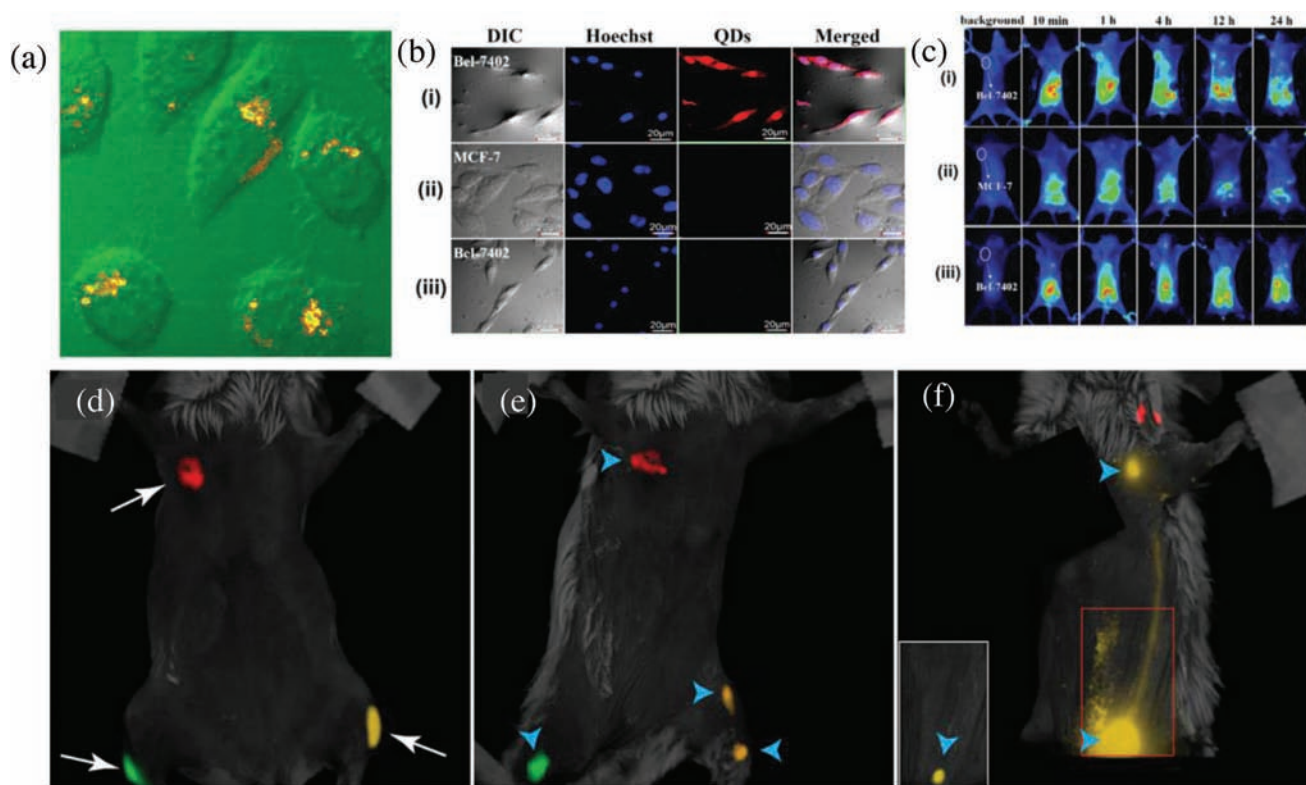 (a)
(b)
DIC Hoechst QDs Merged
Bel-7402
(i)
20μm 20μm
MCF-7
(ii)
20μm 20μm
Bel-7402
(iii)
20μm 20μm
(c)
background 10 min 1 h 4 h 12 h 24 h
(i)
Bel-7402
(ii)
MCF-7
(iii)
Bel-7402
(d)
(e)
(f)